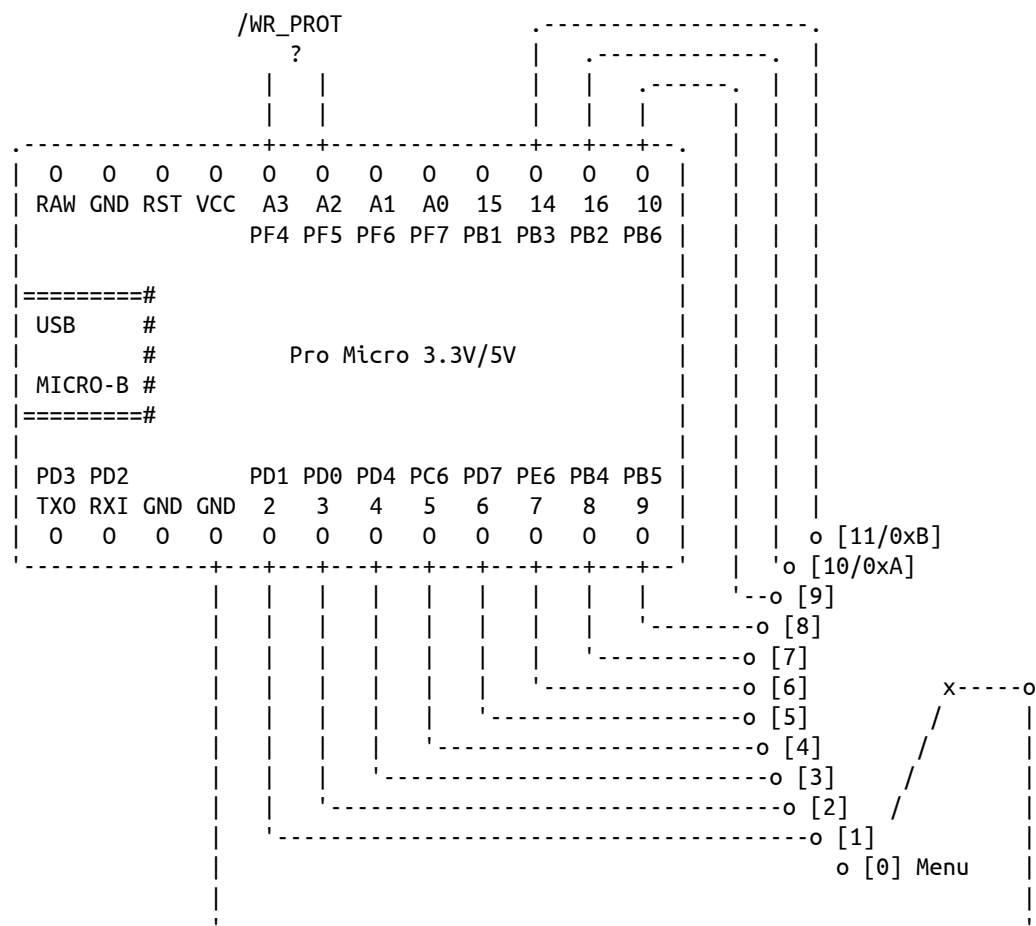 /WR_PROT
?
O O O O O O O O O O O O
RAW GND RST VCC A3 A2 A1 A0 15 14 16 10
PF4 PF5 PF6 PF7 PB1 PB3 PB2 PB6
USB
Pro Micro 3.3V/5V
MICRO-B
PD3 PD2 PD1 PD0 PD4 PC6 PD7 PE6 PB4 PB5
TXO RXI GND GND 2 3 4 5 6 7 8 9
O O O O O O O O O O O O o [11/0xB]
o [10/0xA]
o [9]
o [8]
o [7]
o [6] x-----o
o [5]
o [4]
o [3]
o [2]
o [1]
o [0] Menu